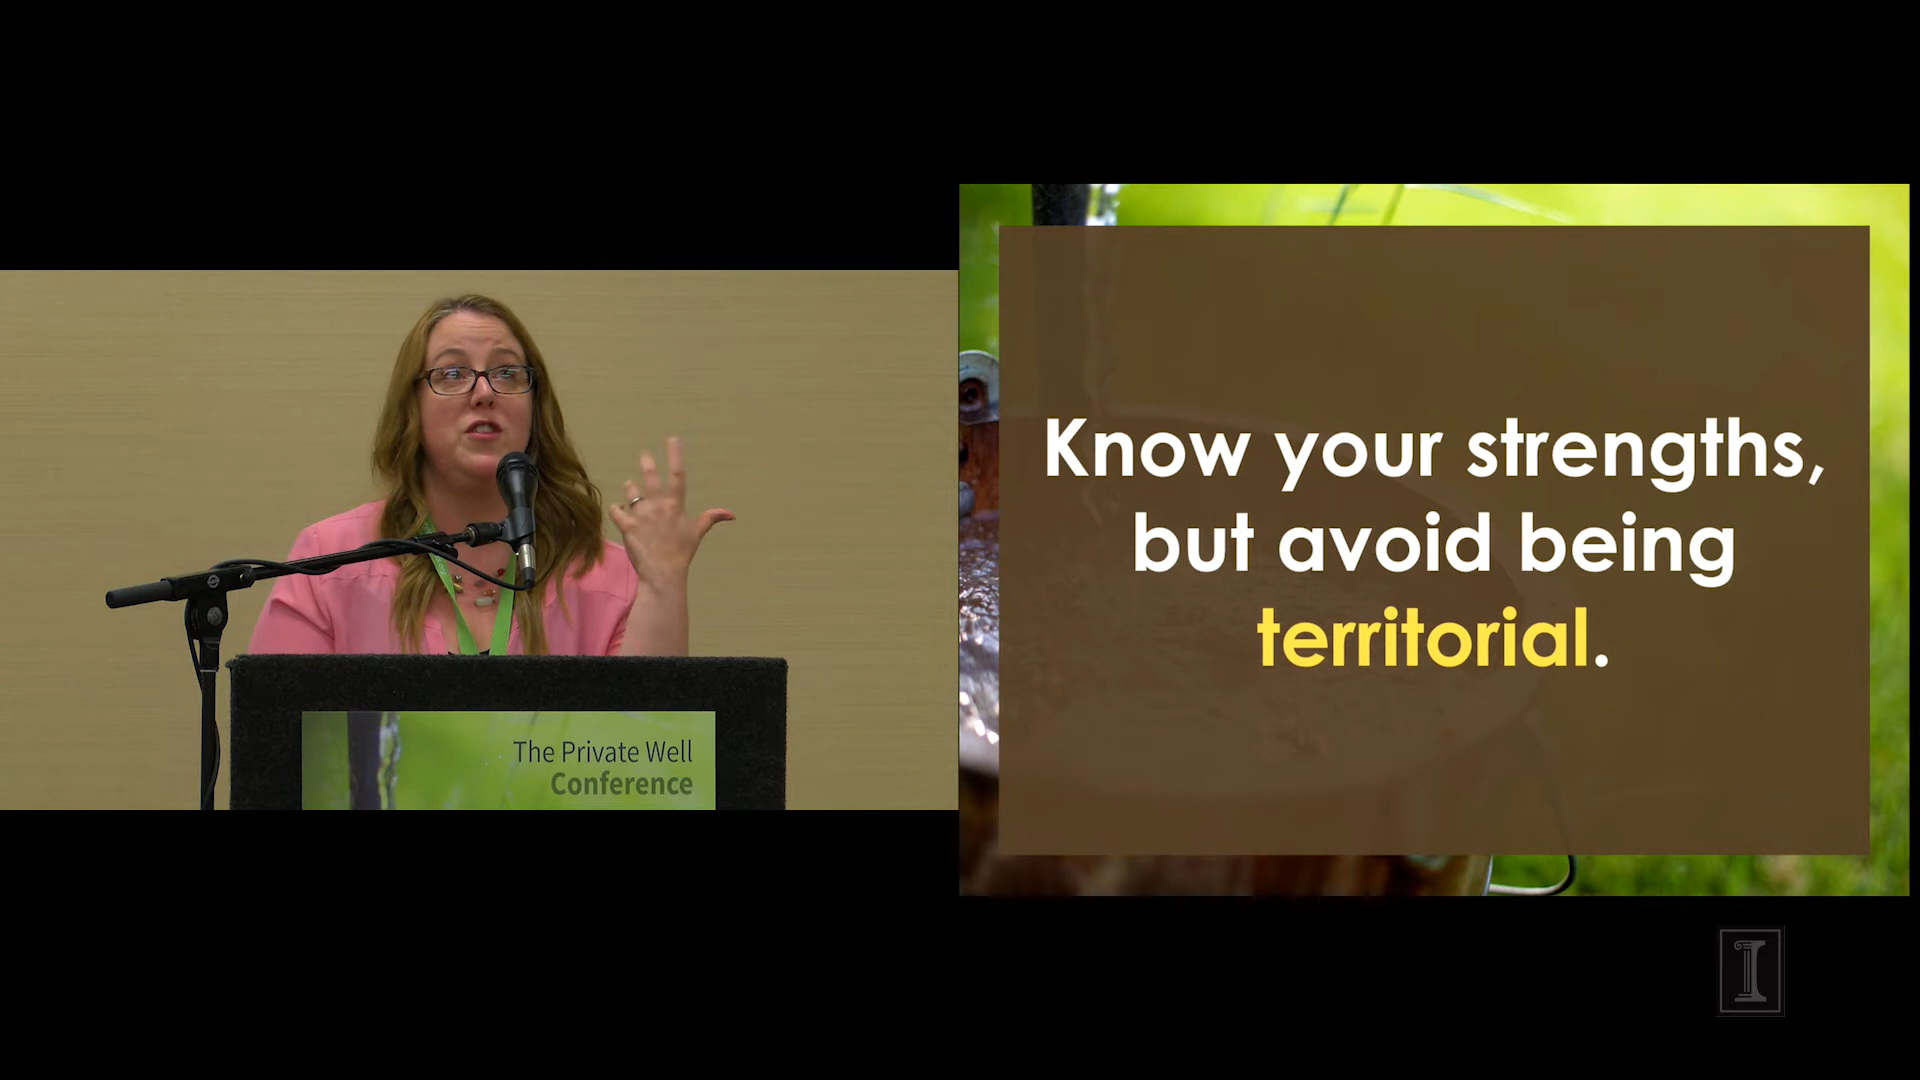 The Private Well
Conference
Know your strengths,
but avoid being
territorial.
I